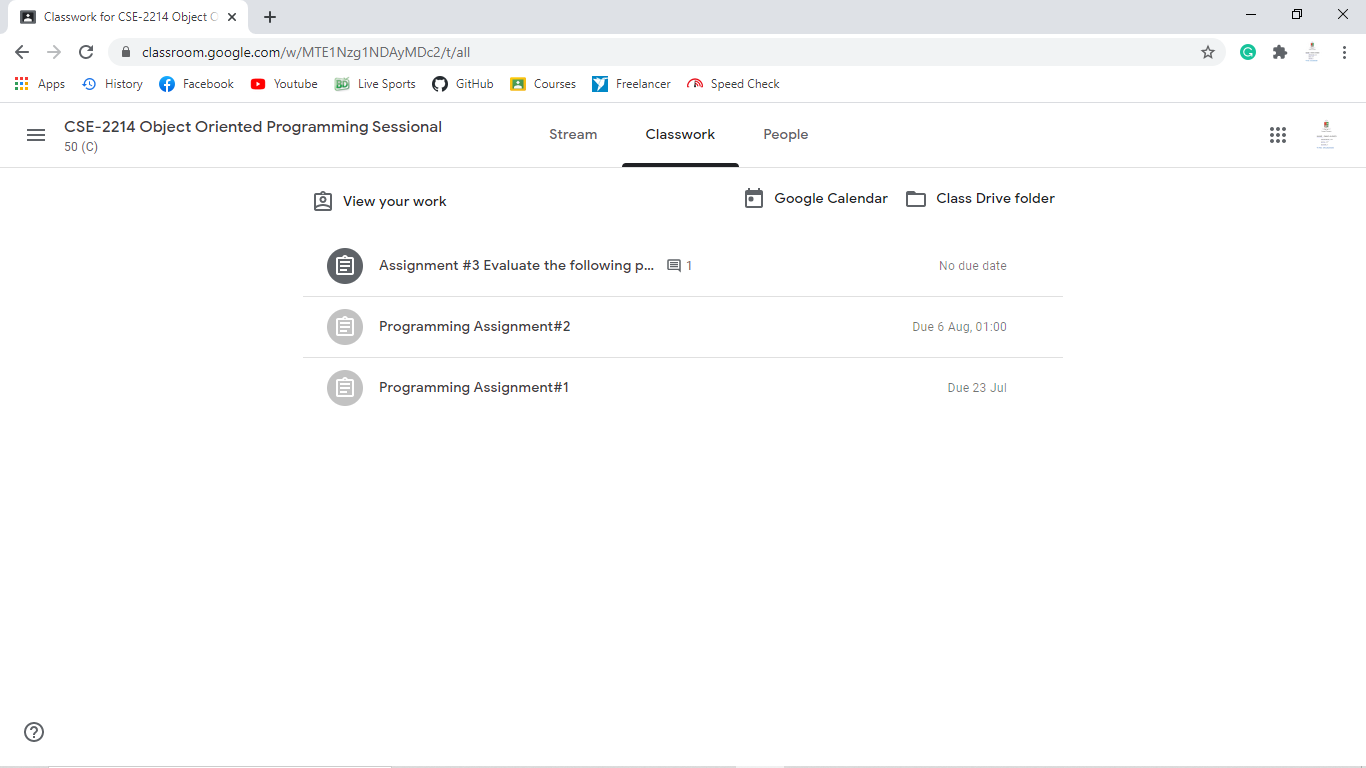 Classwork for CSE-2214 Object O
classroom.google.com/w/MTE1Nzg1NDAyMDc2/t/all
Apps History Facebook Youtube Live Sports GitHub Courses Freelancer Speed Check
CSE-2214 Object Oriented Programming Sessional
50 (C)
Stream Classwork People
View your work Google Calendar Class Drive folder
Assignment #3 Evaluate the following p... 1 No due date
Programming Assignment#2 Due 6 Aug, 01:00
Programming Assignment#1 Due 23 Jul